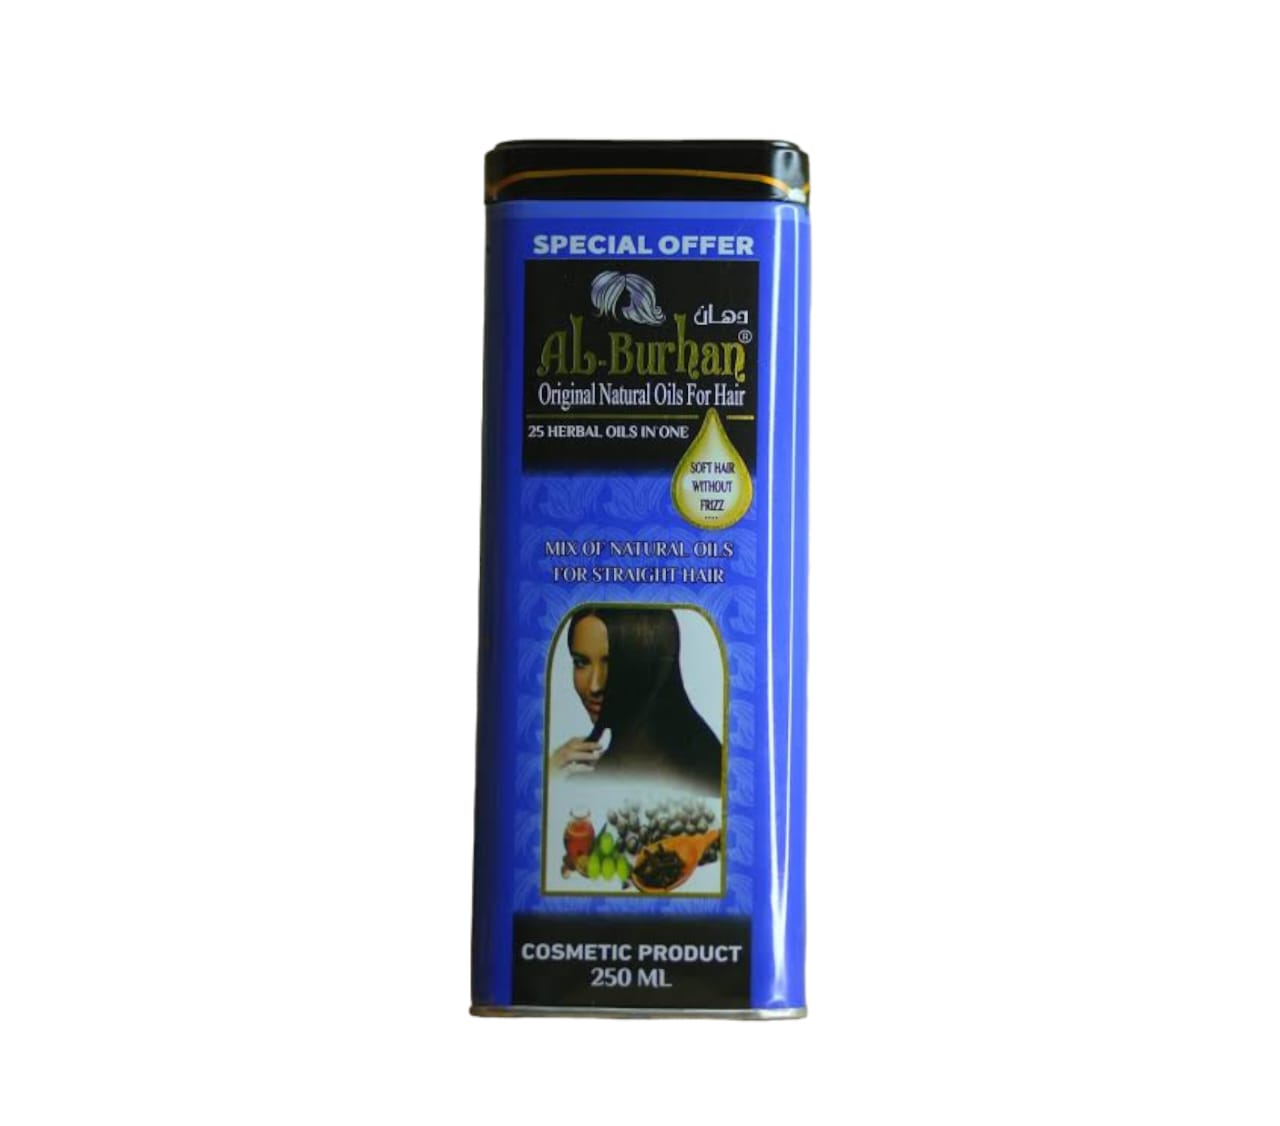 SPECIAL OFFER
دهــان
AL-Burhan®
Original Natural Oils For Hair
25 HERBAL OILS IN ONE
SOFT HAIR
WITHOUT
FRIZZ
....
MIX OF NATURAL OILS
FOR STRAIGHT HAIR
COSMETIC PRODUCT
250 ML